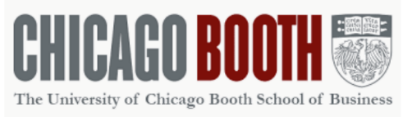 CHICAGO BOOTH
The University of Chicago Booth School of Business